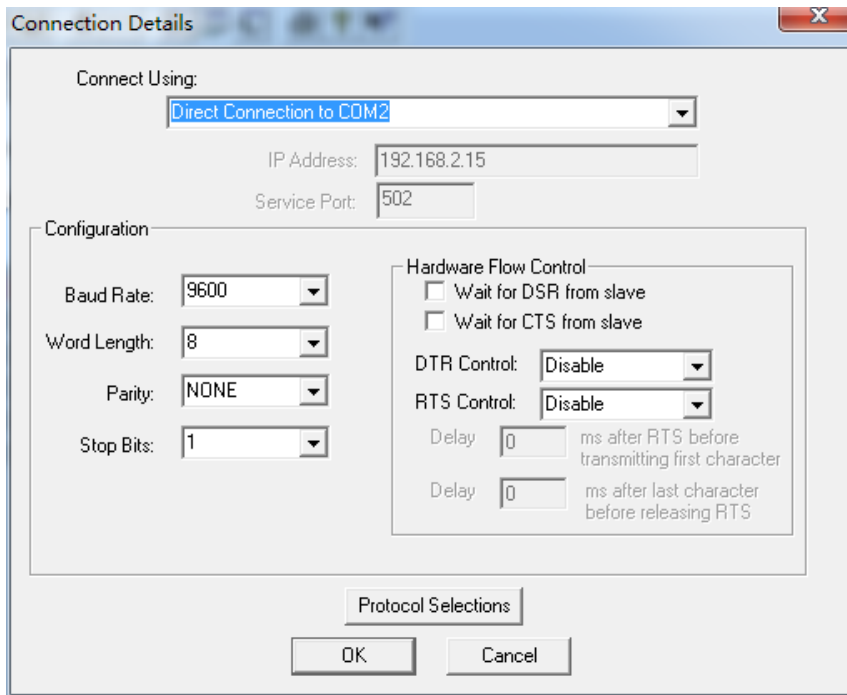 Connection Details
Connect Using:
Direct Connection to COM2
IP Address: 192.168.2.15
Service Port: 502
Configuration
Baud Rate: 9600
Word Length: 8
Parity: NONE
Stop Bits: 1
Hardware Flow Control
Wait for DSR from slave
Wait for CTS from slave
DTR Control: Disable
RTS Control: Disable
Delay 0 ms after RTS before
transmitting first character
Delay 0 ms after last character
before releasing RTS
Protocol Selections
OK Cancel